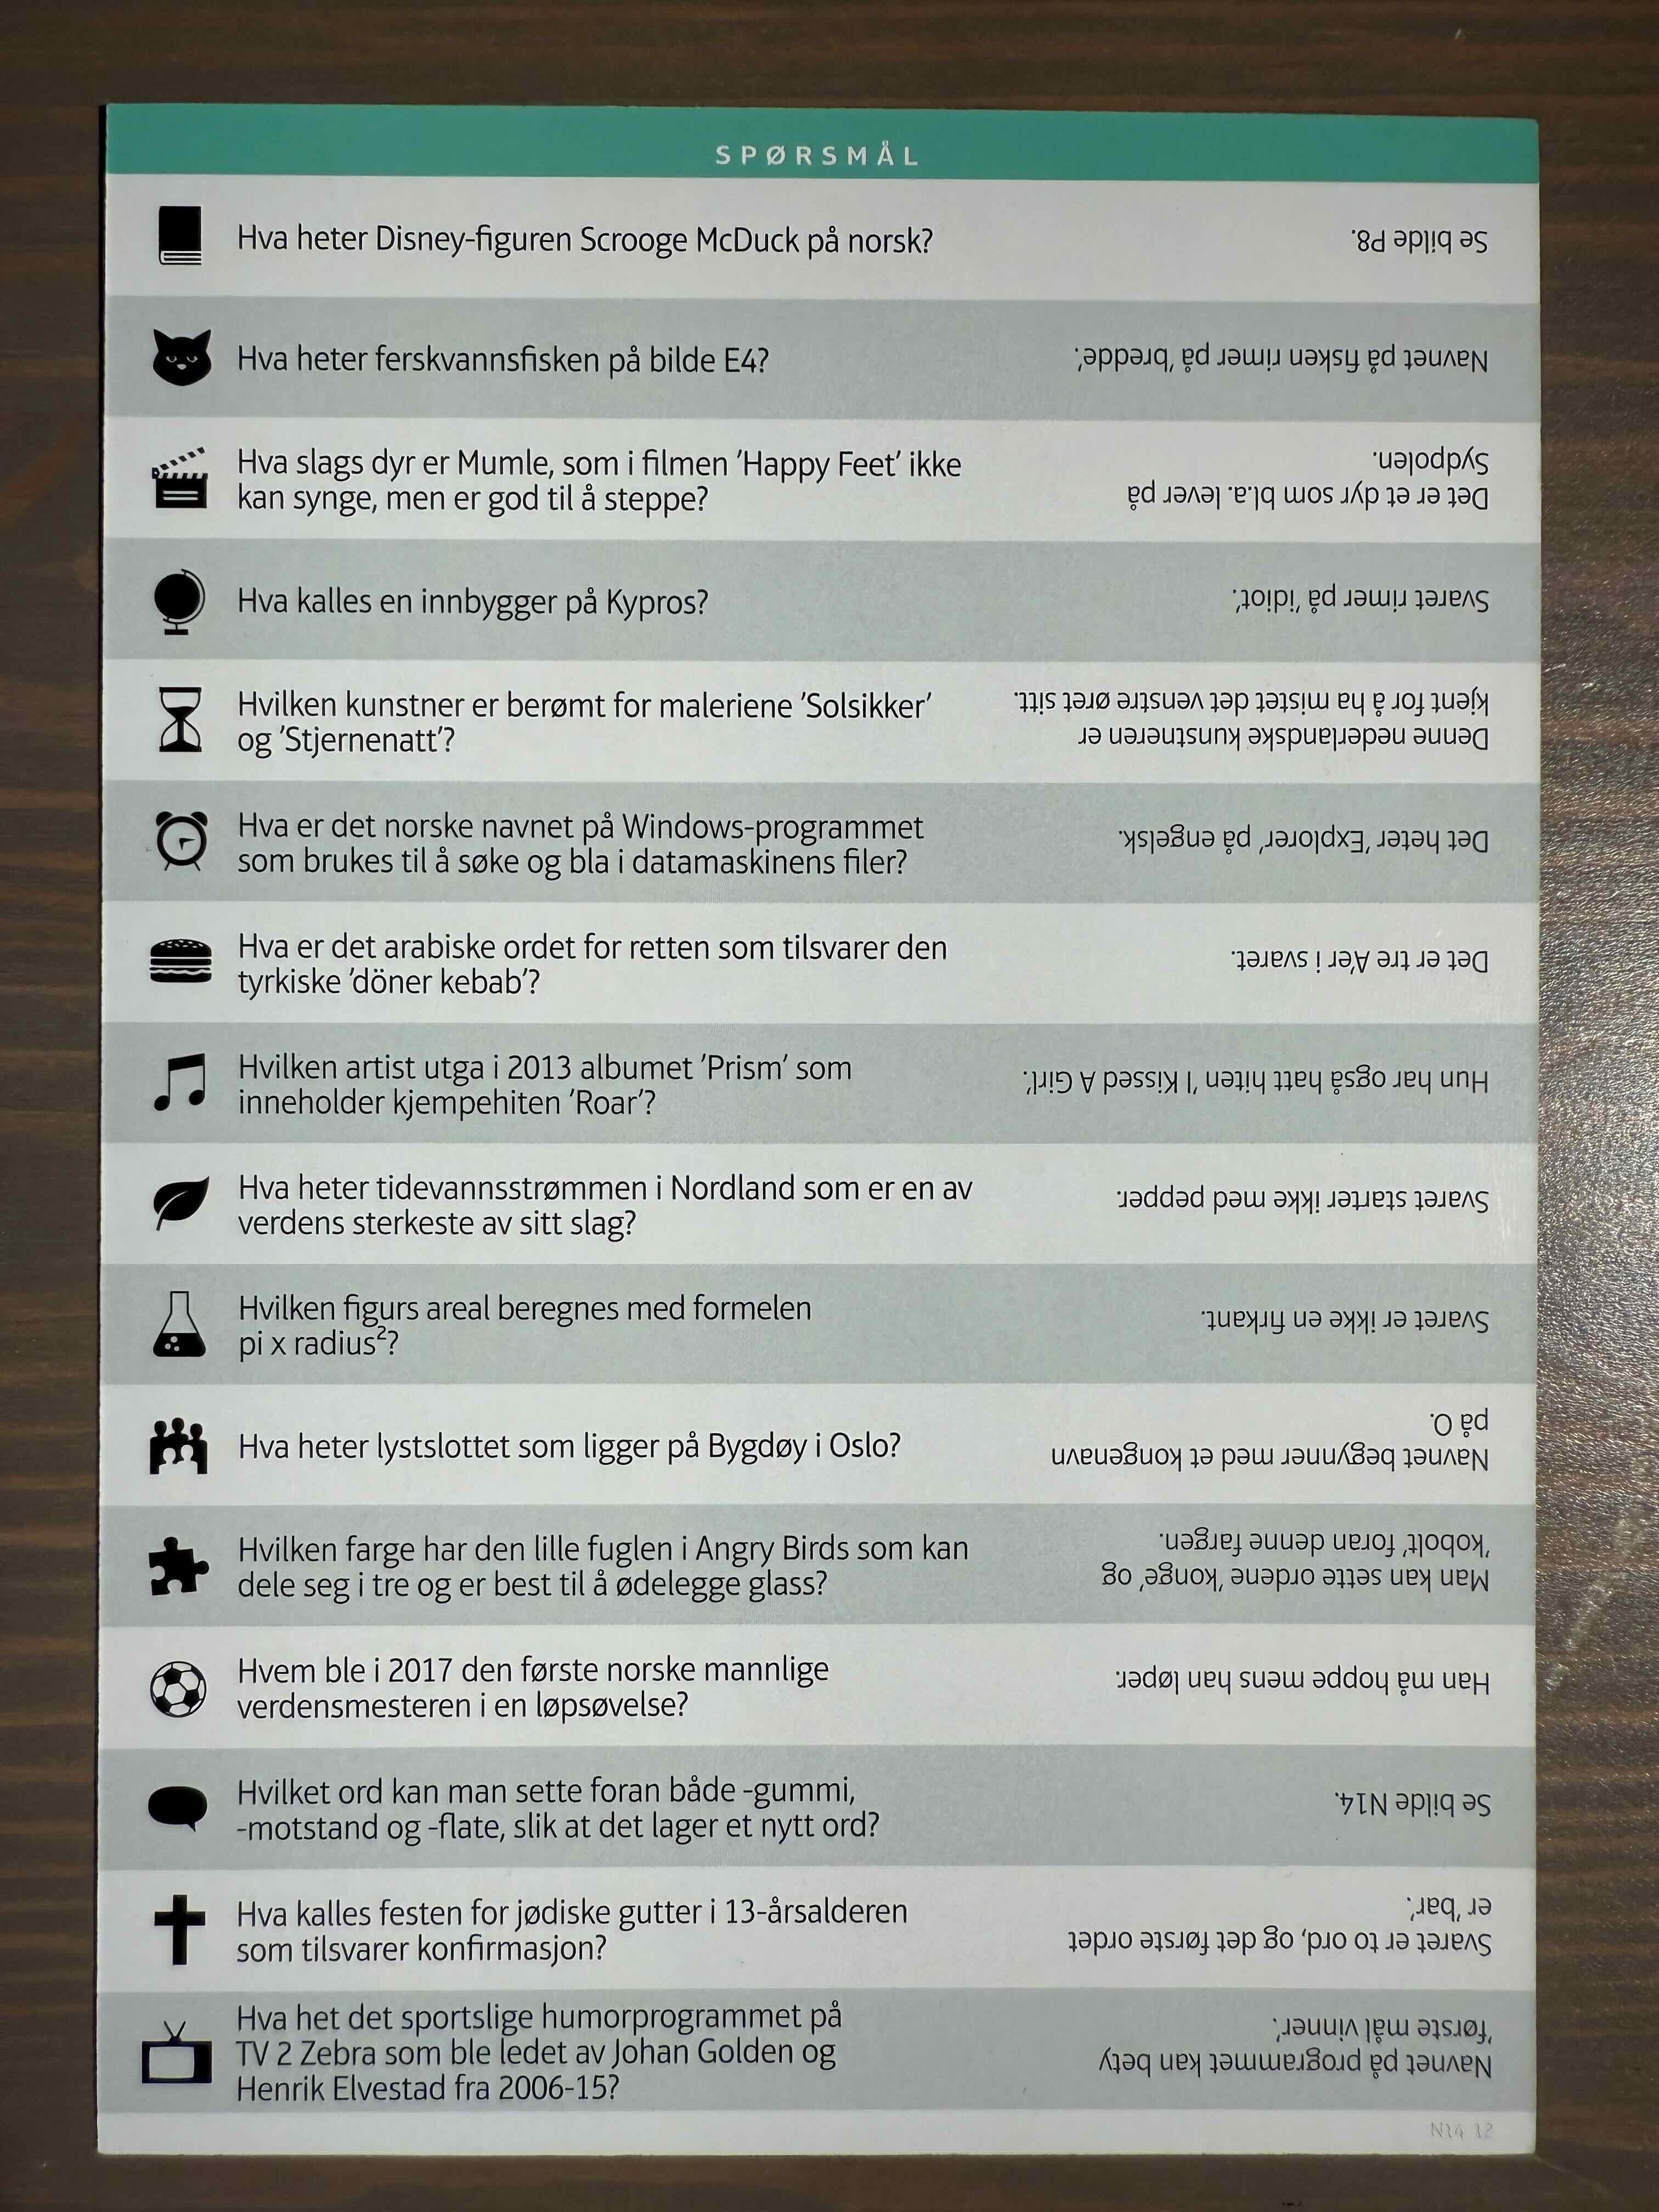 SPØRSMÅL
Hva heter Disney-figuren Scrooge McDuck på norsk?
Se bilde P8.
Hva heter ferskvannsfisken på bilde E4?
Navnet på fisken rimer på 'bredde'.
Hva slags dyr er Mumle, som i filmen 'Happy Feet' ikke
kan synge, men er god til å steppe?
Det er et dyr som bl.a. lever på
Sydpolen.
Hva kalles en innbygger på Kypros?
Svaret rimer på 'idiot'.
Hvilken kunstner er berømt for maleriene 'Solsikker'
og 'Stjernenatt'?
Denne nederlandske kunstneren er
kjent for å ha mistet det venstre øret sitt.
Hva er det norske navnet på Windows-programmet
som brukes til å søke og bla i datamaskinens filer?
Det heter 'Explorer' på engelsk.
Hva er det arabiske ordet for retten som tilsvarer den
tyrkiske 'döner kebab'?
Det er tre A'er i svaret.
Hvilken artist utga i 2013 albumet 'Prism' som
inneholder kjempehiten 'Roar'?
Hun har også hatt hiten 'I Kissed A Girl'.
Hva heter tidevannsstrømmen i Nordland som er en av
verdens sterkeste av sitt slag?
Svaret starter ikke med pepper.
Hvilken figurs areal beregnes med formelen
pi x radius²?
Svaret er ikke en firkant.
Hva heter lystslottet som ligger på Bygdøy i Oslo?
Navnet begynner med et kongenavn
på O.
Hvilken farge har den lille fuglen i Angry Birds som kan
dele seg i tre og er best til å ødelegge glass?
Man kan sette ordene 'konge' og
'kobolt' foran denne fargen.
Hvem ble i 2017 den første norske mannlige
verdensmesteren i en løpsøvelse?
Han må hoppe mens han løper.
Hvilket ord kan man sette foran både -gummi,
-motstand og -flate, slik at det lager et nytt ord?
Se bilde N14.
Hva kalles festen for jødiske gutter i 13-årsalderen
som tilsvarer konfirmasjon?
Svaret er to ord, og det første ordet
er 'bar'.
Hva het det sportslige humorprogrammet på
TV 2 Zebra som ble ledet av Johan Golden og
Henrik Elvestad fra 2006-15?
Navnet på programmet kan bety
'første mål vinner'.
N14 12